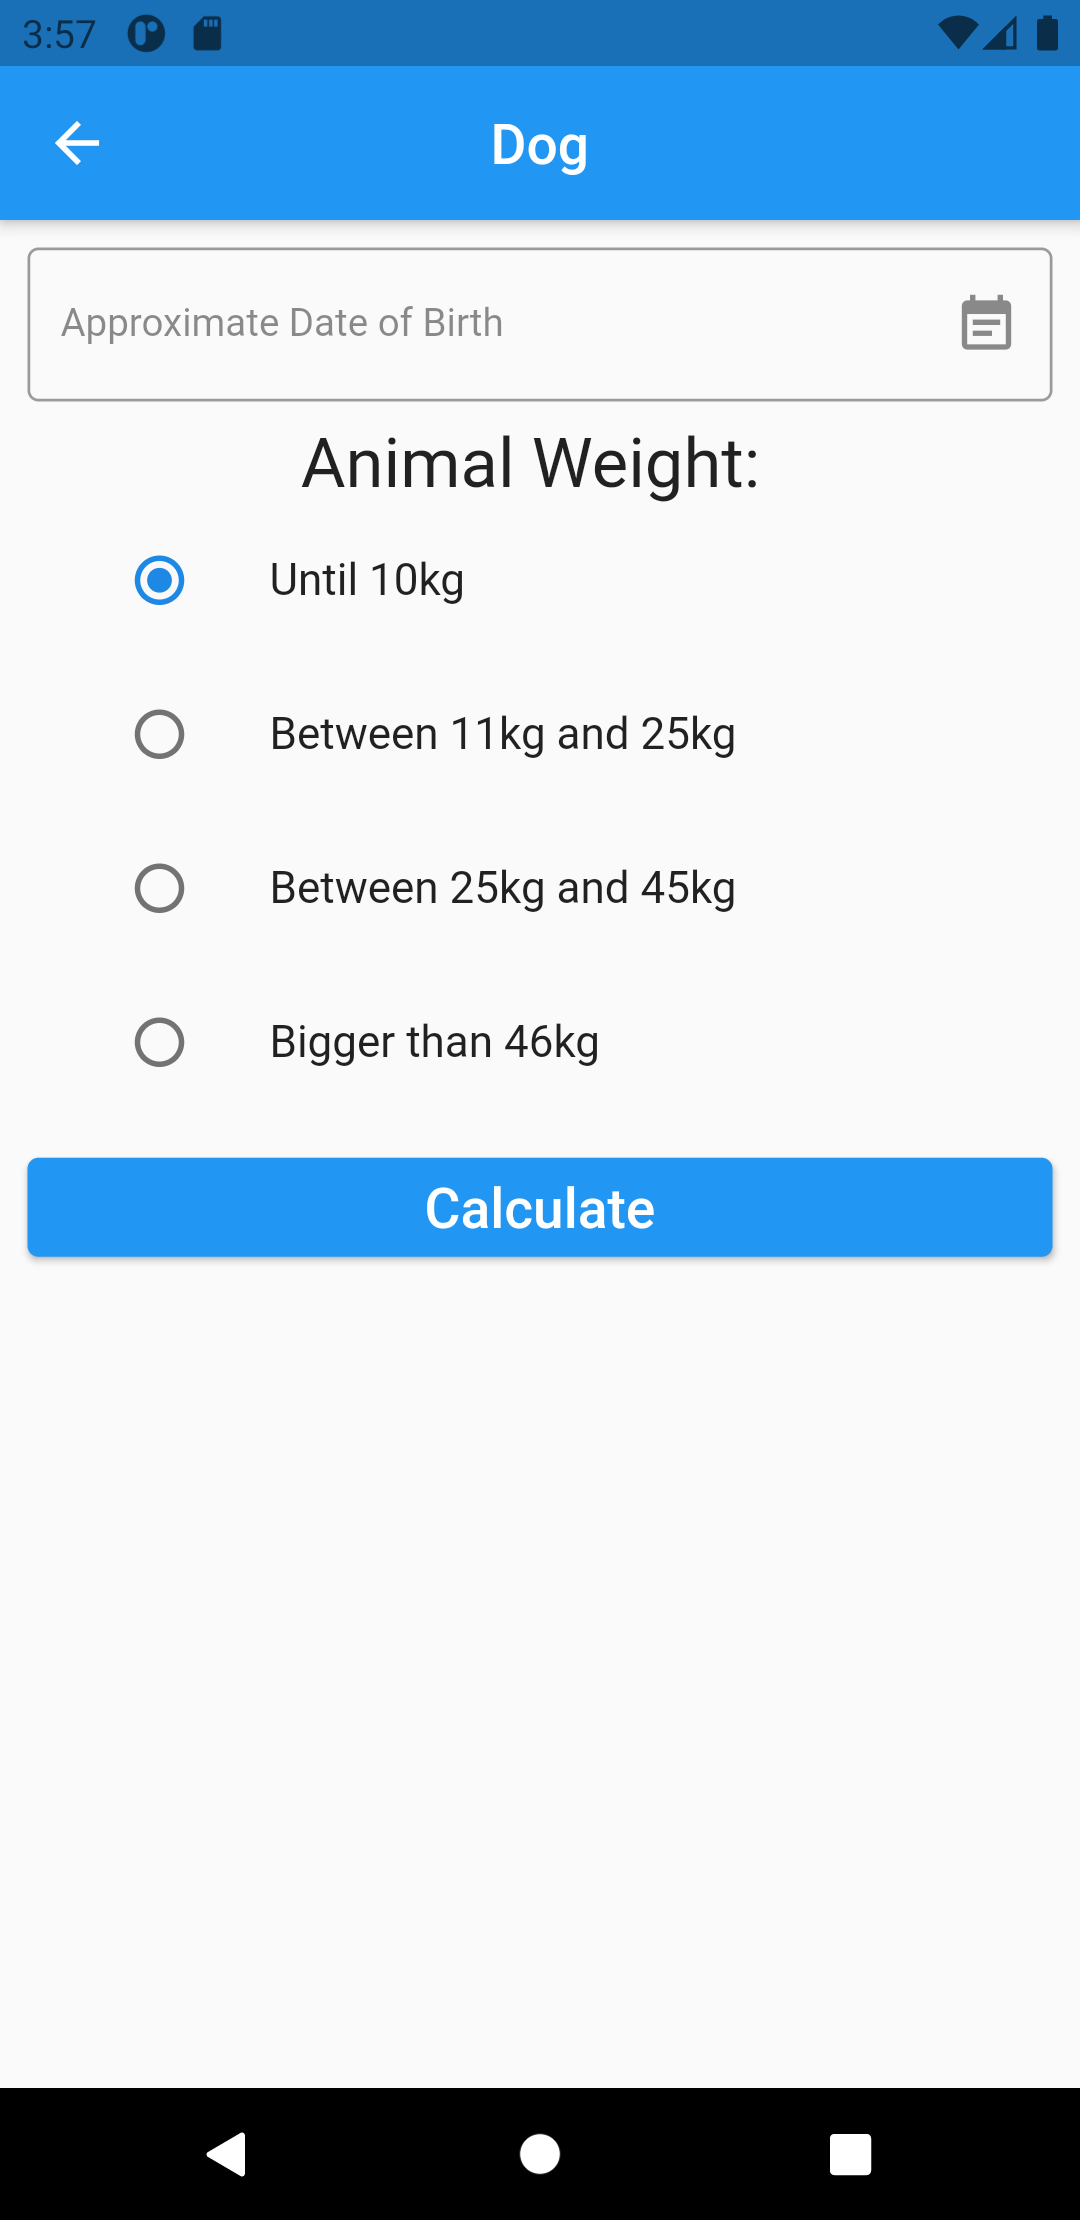 3:57
Dog
Approximate Date of Birth
Animal Weight:
Until 10kg
Between 11kg and 25kg
Between 25kg and 45kg
Bigger than 46kg
Calculate